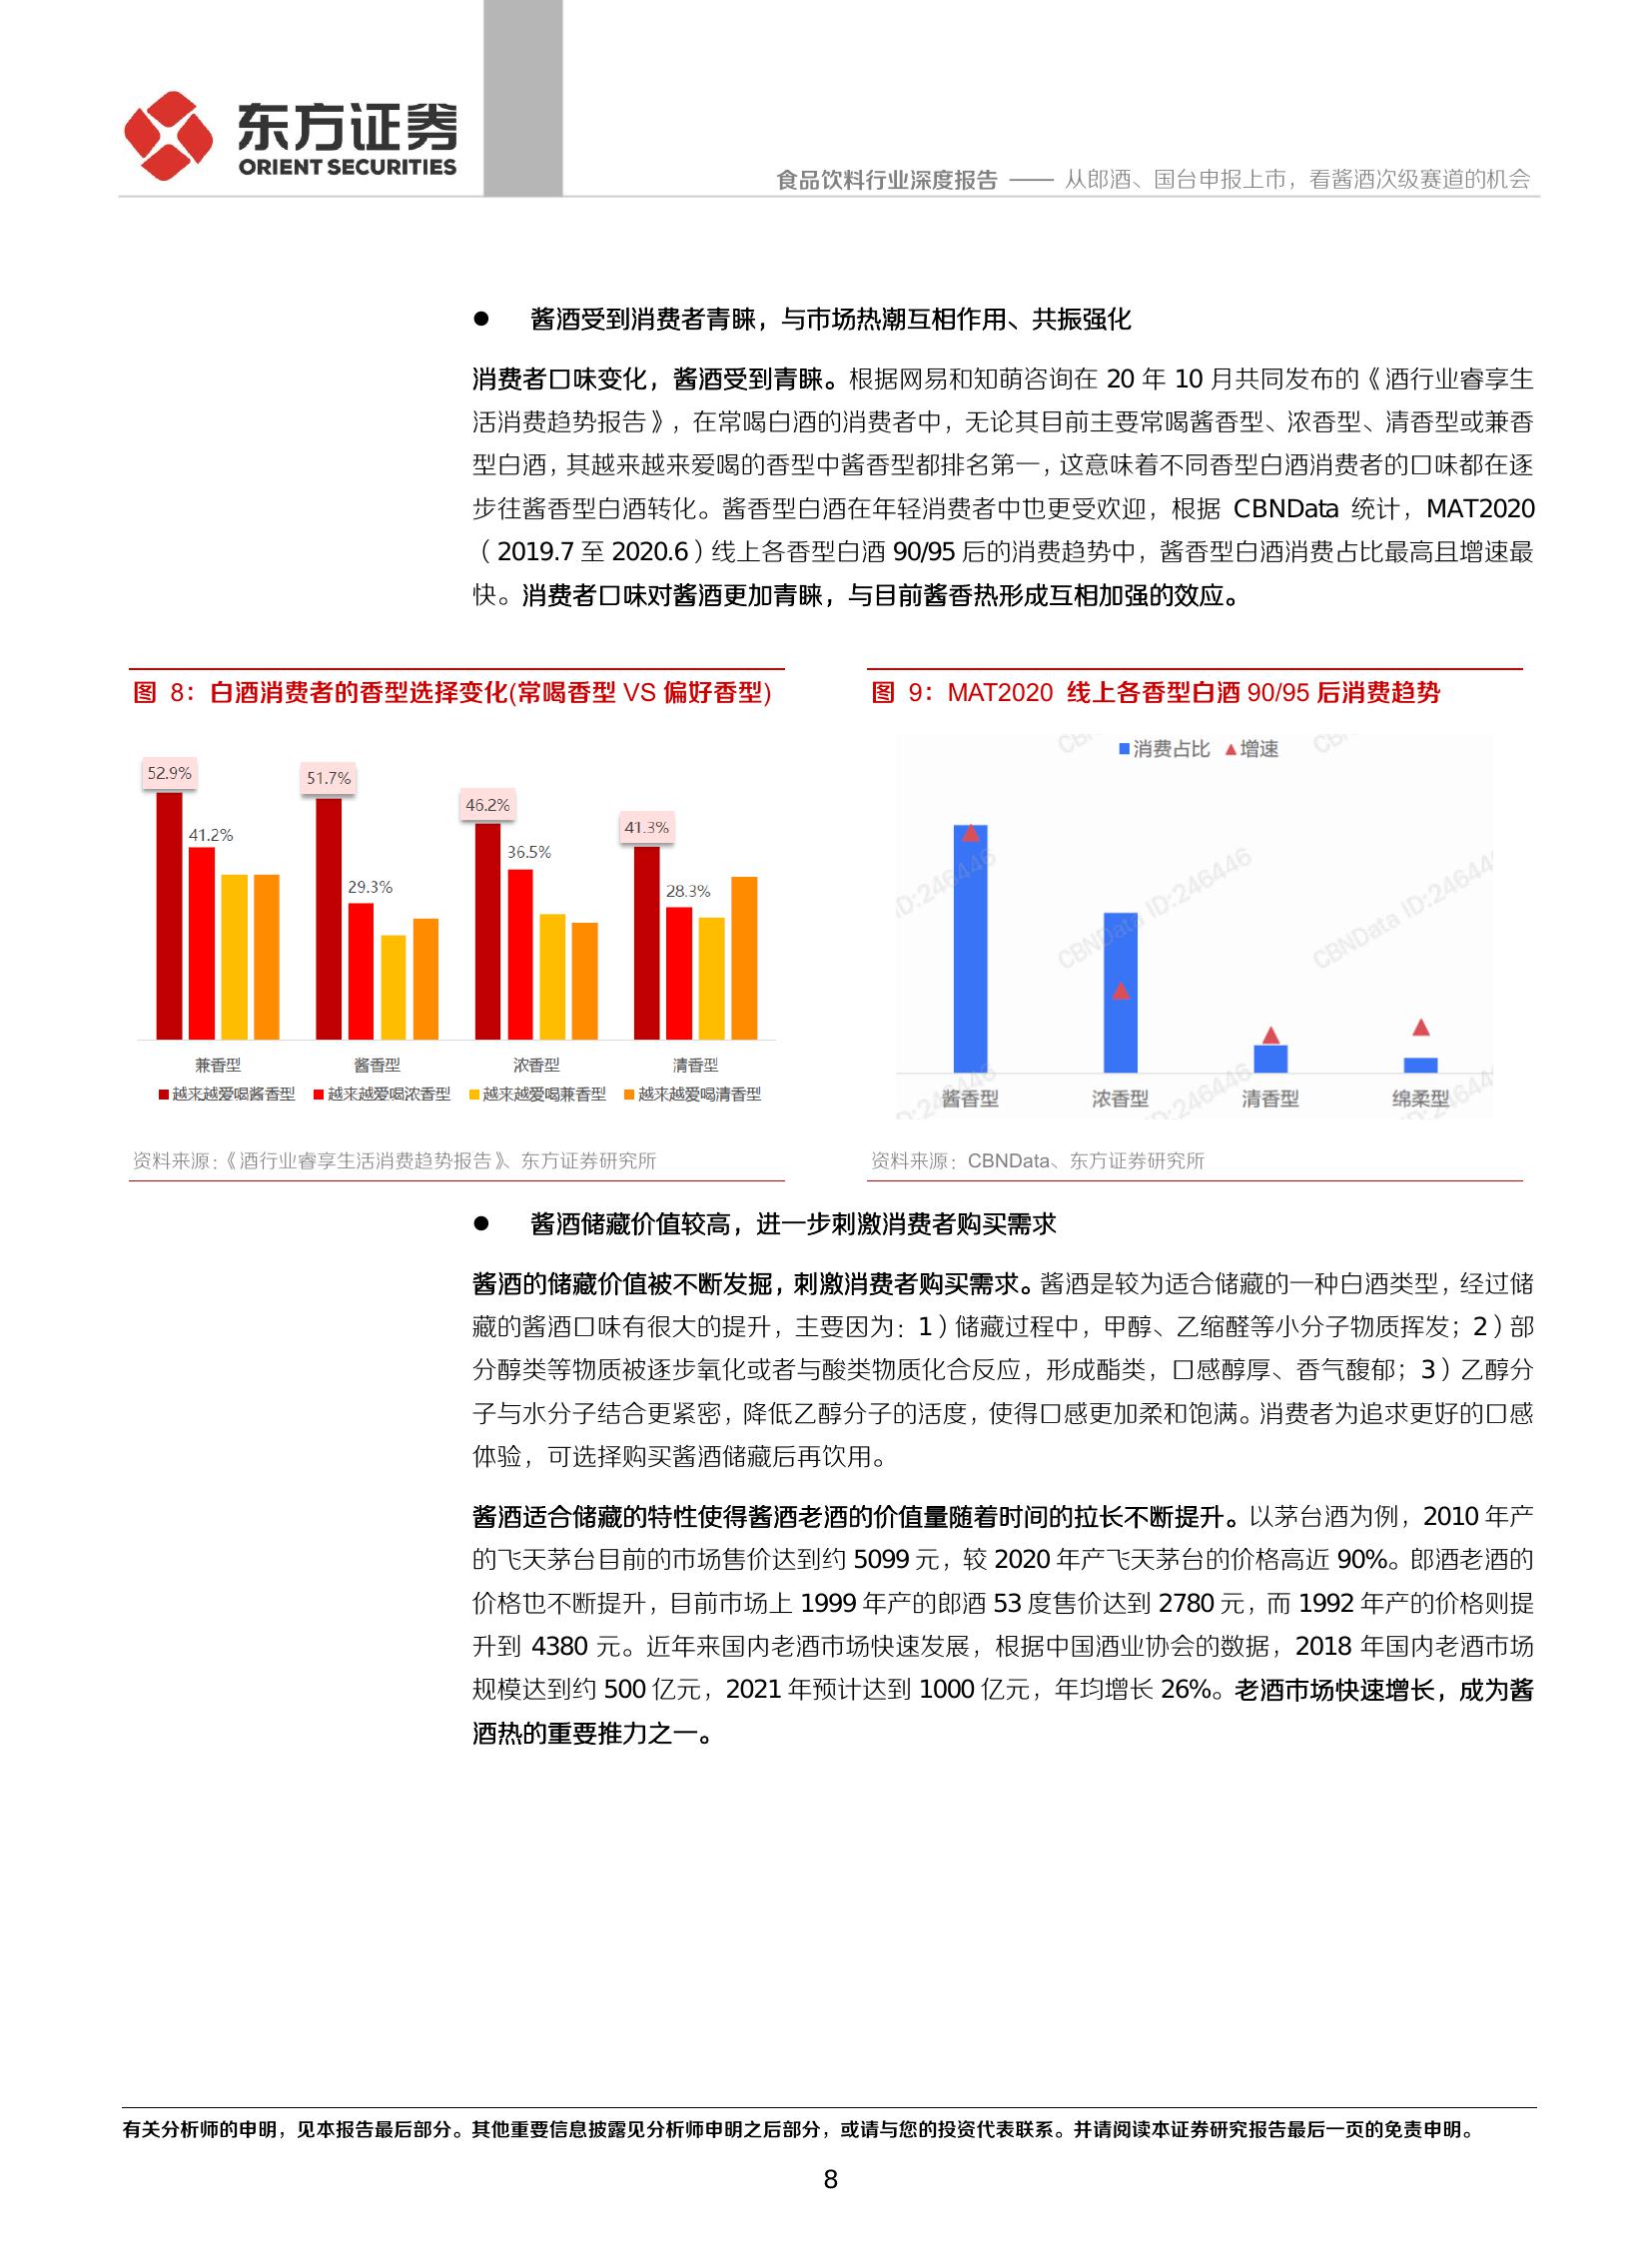 东方证券
ORIENT SECURITIES
食品饮料行业深度报告 —— 从郎酒、国台申报上市，看酱酒次级赛道的机会
● 酱酒受到消费者青睐，与市场热潮互相作用、共振强化
消费者口味变化，酱酒受到青睐。根据网易和知萌咨询在 20 年 10 月共同发布的《酒行业睿享生
活消费趋势报告》，在常喝白酒的消费者中，无论其目前主要常喝酱香型、浓香型、清香型或兼香
型白酒，其越来越来爱喝的香型中酱香型都排名第一，这意味着不同香型白酒消费者的口味都在逐
步往酱香型白酒转化。酱香型白酒在年轻消费者中也更受欢迎，根据 CBNData 统计，MAT2020
（2019.7 至 2020.6）线上各香型白酒 90/95 后的消费趋势中，酱香型白酒消费占比最高且增速最
快。消费者口味对酱酒更加青睐，与目前酱香热形成互相加强的效应。
图 8：白酒消费者的香型选择变化(常喝香型 VS 偏好香型)
52.9%
41.2%
51.7%
29.3%
46.2%
36.5%
41.3%
28.3%
兼香型 酱香型 浓香型 清香型
越来越爱喝酱香型 越来越爱喝浓香型 越来越爱喝兼香型 越来越爱喝清香型
资料来源：《酒行业睿享生活消费趋势报告》、东方证券研究所
图 9：MAT2020 线上各香型白酒 90/95 后消费趋势
消费占比 增速
CBNData ID:246446
酱香型 浓香型 清香型 绵柔型
资料来源：CBNData、东方证券研究所
● 酱酒储藏价值较高，进一步刺激消费者购买需求
酱酒的储藏价值被不断发掘，刺激消费者购买需求。酱酒是较为适合储藏的一种白酒类型，经过储
藏的酱酒口味有很大的提升，主要因为：1）储藏过程中，甲醇、乙缩醛等小分子物质挥发；2）部
分醇类等物质被逐步氧化或者与酸类物质化合反应，形成酯类，口感醇厚、香气馥郁；3）乙醇分
子与水分子结合更紧密，降低乙醇分子的活度，使得口感更加柔和饱满。消费者为追求更好的口感
体验，可选择购买酱酒储藏后再饮用。
酱酒适合储藏的特性使得酱酒老酒的价值量随着时间的拉长不断提升。以茅台酒为例，2010 年产
的飞天茅台目前的市场售价达到约 5099 元，较 2020 年产飞天茅台的价格高近 90%。郎酒老酒的
价格也不断提升，目前市场上 1999 年产的郎酒 53 度售价达到 2780 元，而 1992 年产的价格则提
升到 4380 元。近年来国内老酒市场快速发展，根据中国酒业协会的数据，2018 年国内老酒市场
规模达到约 500 亿元，2021 年预计达到 1000 亿元，年均增长 26%。老酒市场快速增长，成为酱
酒热的重要推力之一。
有关分析师的申明，见本报告最后部分。其他重要信息披露见分析师申明之后部分，或请与您的投资代表联系。并请阅读本证券研究报告最后一页的免责申明。
8